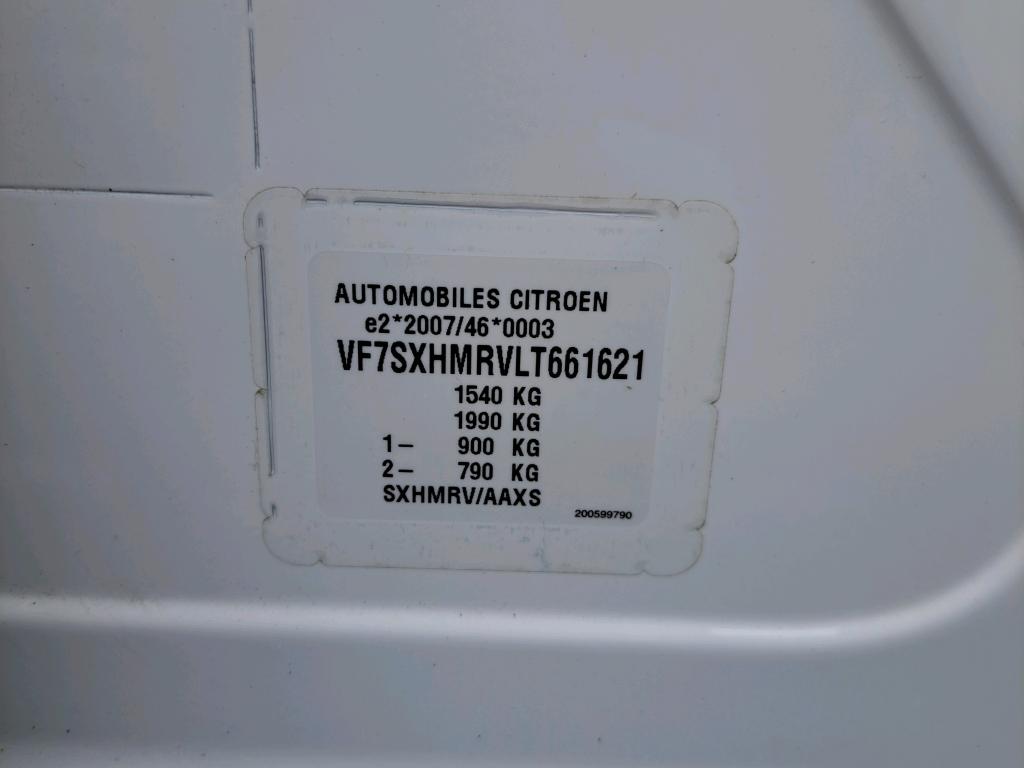 AUTOMOBILES CITROEN
e2*2007/46*0003
VF7SXHMRVLT661621
1540 KG
1990 KG
1- 900 KG
2- 790 KG
SXHMRV/AAXS
200599790